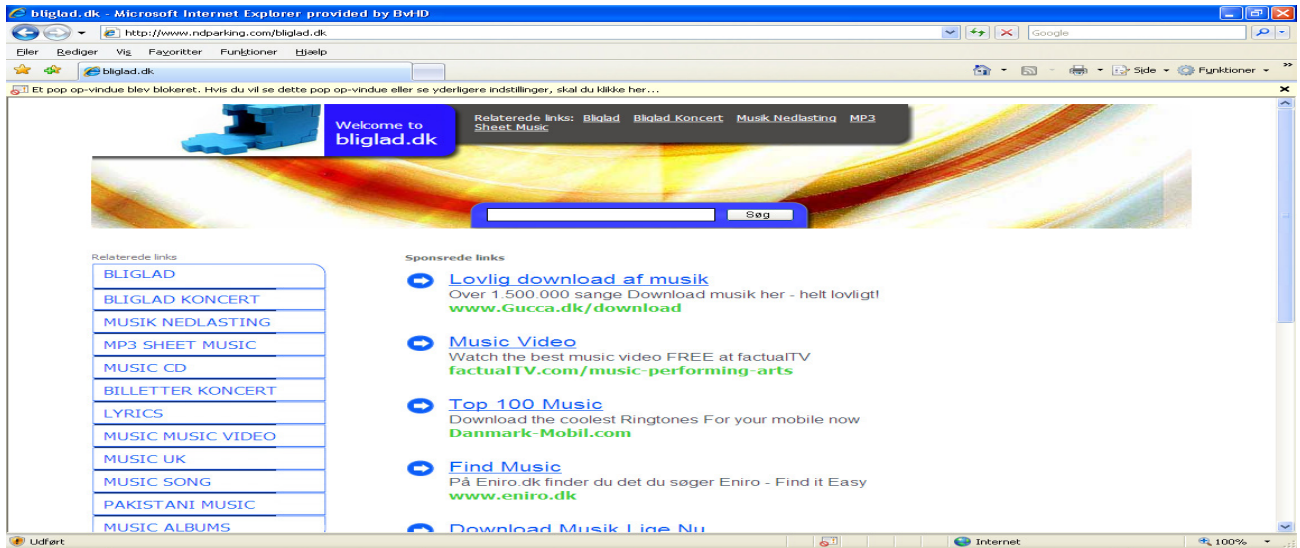 bliglad.dk - Microsoft Internet Explorer provided by BvHD
http://www.ndparking.com/bliglad.dk
Google
Filer Rediger Vis Favoritter Funktioner Hjælp
bliglad.dk
Side Funktioner
Et pop op-vindue blev blokeret. Hvis du vil se dette pop op-vindue eller se yderligere indstillinger, skal du klikke her...
Welcome to
bliglad.dk
Relaterede links: Bliglad Bliglad Koncert Musik Nedlasting MP3
Sheet Music
Søg
Relaterede links
BLIGLAD
BLIGLAD KONCERT
MUSIK NEDLASTING
MP3 SHEET MUSIC
MUSIC CD
BILLETTER KONCERT
LYRICS
MUSIC MUSIC VIDEO
MUSIC UK
MUSIC SONG
PAKISTANI MUSIC
MUSIC ALBUMS
Sponsrede links
Lovlig download af musik
Over 1.500.000 sange Download musik her - helt lovligt!
www.Gucca.dk/download
Music Video
Watch the best music video FREE at factualTV
factualTV.com/music-performing-arts
Top 100 Music
Download the coolest Ringtones For your mobile now
Danmark-Mobil.com
Find Music
På Eniro.dk finder du det du søger Eniro - Find it Easy
www.eniro.dk
Download Musik Lige Nu
Udført
Internet
100%